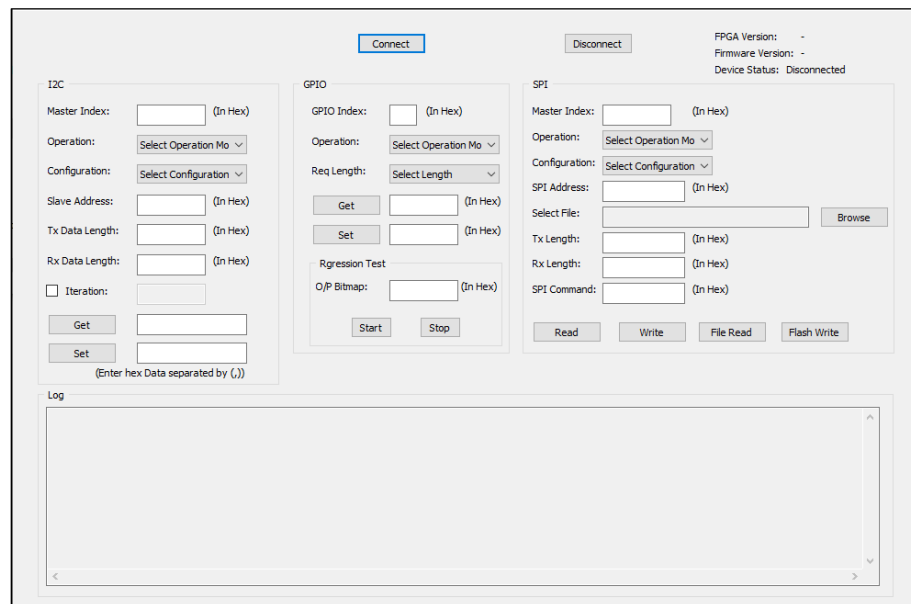 Connect
Disconnect
FPGA Version: -
Firmware Version: -
Device Status: Disconnected
I2C
Master Index: (In Hex)
Operation: Select Operation Mo
Configuration: Select Configuration
Slave Address: (In Hex)
Tx Data Length: (In Hex)
Rx Data Length: (In Hex)
Iteration:
Get
Set
(Enter hex Data separated by (,))
GPIO
GPIO Index: (In Hex)
Operation: Select Operation Mo
Req Length: Select Length
Get (In Hex)
Set (In Hex)
Rgression Test
O/P Bitmap: (In Hex)
Start Stop
SPI
Master Index: (In Hex)
Operation: Select Operation Mo
Configuration: Select Configuration
SPI Address: (In Hex)
Select File: Browse
Tx Length: (In Hex)
Rx Length: (In Hex)
SPI Command: (In Hex)
Read Write File Read Flash Write
Log